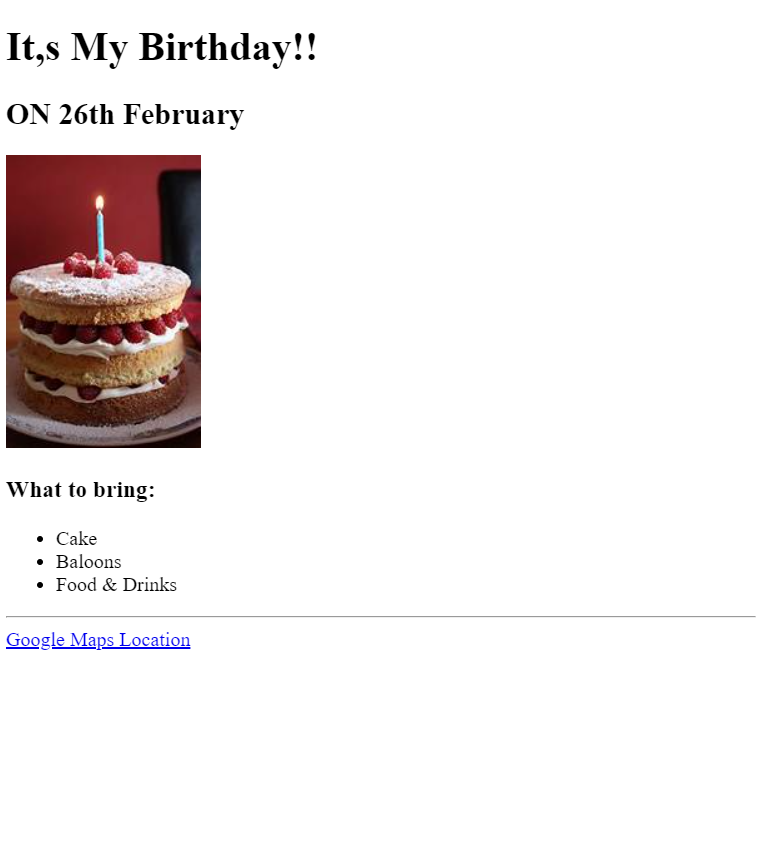 It,s My Birthday!!
ON 26th February
What to bring:
Cake
Baloons
Food & Drinks
Google Maps Location